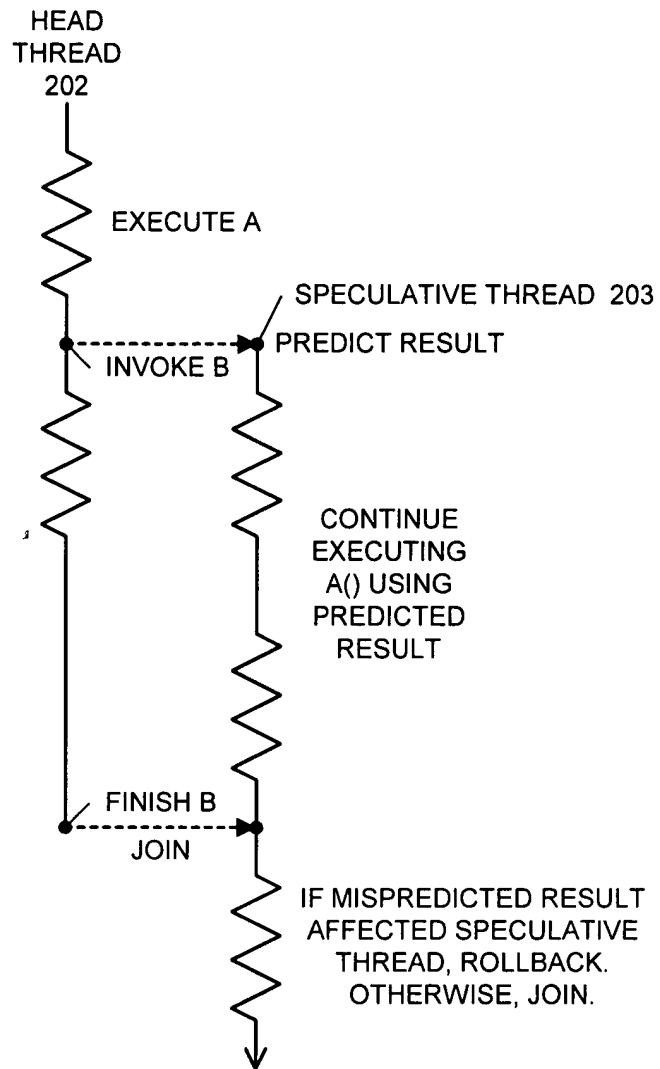 HEAD
THREAD
202
EXECUTE A
SPECULATIVE THREAD 203
PREDICT RESULT
INVOKE B
CONTINUE
EXECUTING
A() USING
PREDICTED
RESULT
FINISH B
JOIN
IF MISPREDICTED RESULT
AFFECTED SPECULATIVE
THREAD, ROLLBACK.
OTHERWISE, JOIN.